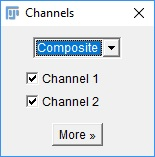 Channels
Composite
Channel 1
Channel 2
More »